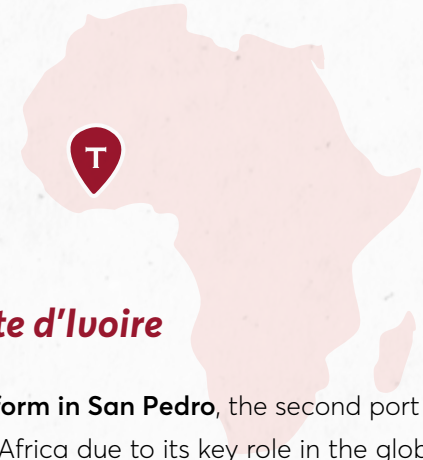 T
te d'Ivoire
form in San Pedro, the second port
Africa due to its key role in the glob